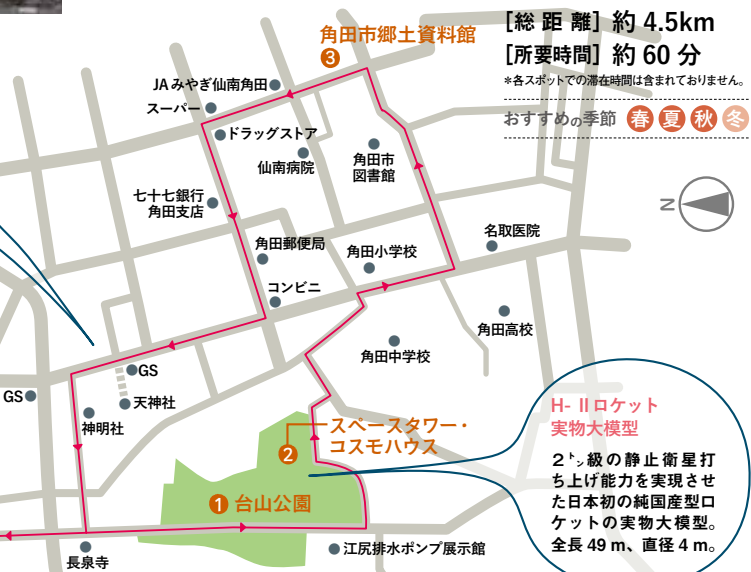 [総距離] 約 4.5km
[所要時間] 約 60 分
*各スポットでの滞在時間は含まれておりません。
おすすめの季節 春 夏 秋 冬
角田市郷土資料館
3
JAみやぎ仙南角田
スーパー
ドラッグストア
仙南病院
角田市
図書館
七十七銀行
角田支店
N
名取医院
角田郵便局
角田小学校
コンビニ
角田高校
角田中学校
GS
GS
天神社
神明社
スペースタワー・
コスモハウス
2
1 台山公園
江尻排水ポンプ展示館
長泉寺
H-IIロケット
実物大模型
2トン級の静止衛星打
ち上げ能力を実現させ
た日本初の純国産型ロ
ケットの実物大模型。
全長 49 m、直径 4 m。